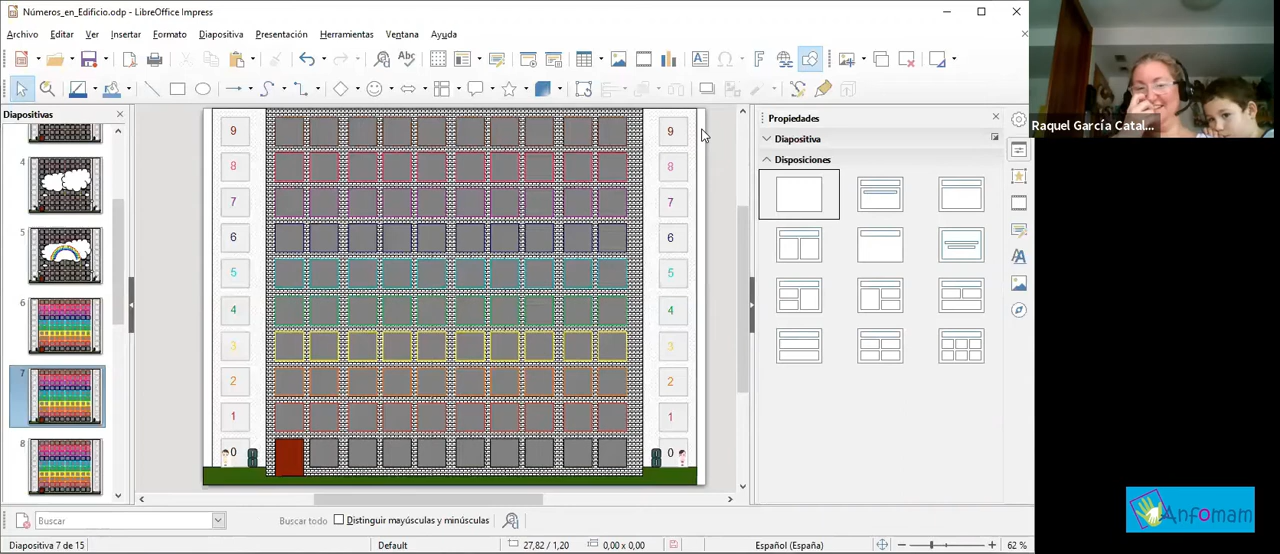 Números_en_Edificio.odp - LibreOffice Impress
Archivo Editar Ver Insertar Formato Diapositiva Presentación Herramientas Ventana Ayuda
Diapositivas
4
5
6
7
8
9 9
8 8
7 7
6 6
5 5
4 4
3 3
2 2
1 1
0 0
Propiedades
Diapositiva
Disposiciones
Raquel García Catal...
Anfomam
Buscar
Buscar todo
Distinguir mayúsculas y minúsculas
Diapositiva 7 de 15
Default
27,82 / 1,20
0,00 x 0,00
Español (España)
62 %